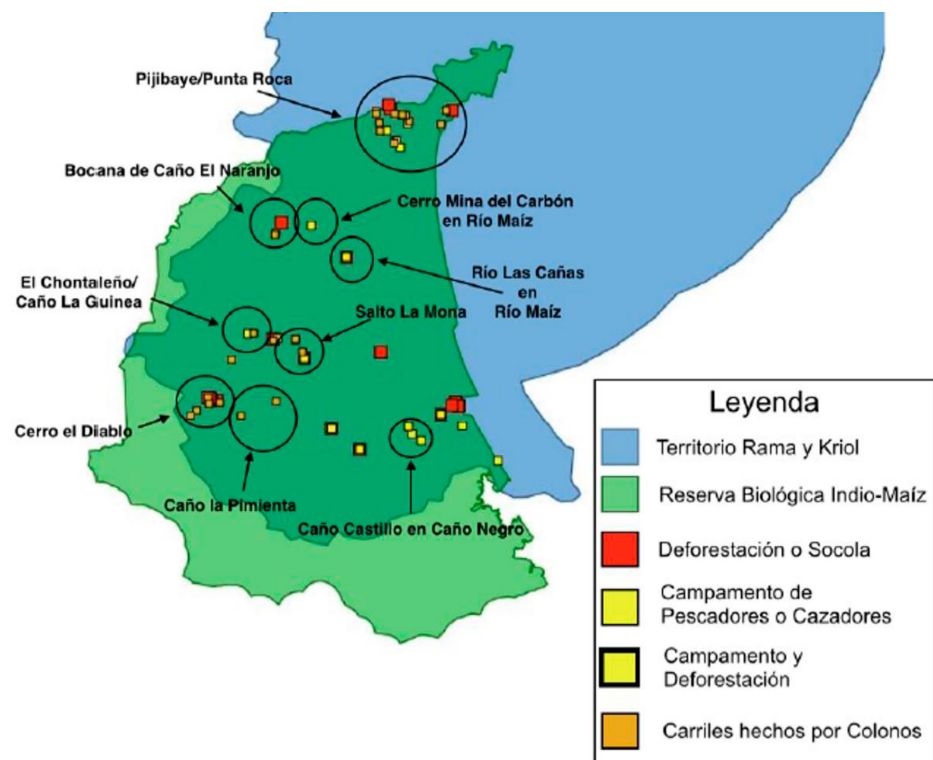 Pijibaye/Punta Roca
Bocana de Caño El Naranjo
Cerro Mina del Carbón
en Río Maíz
El Chontaleño/
Caño La Guinea
Río Las Cañas
en
Río Maíz
Salto La Mona
Cerro el Diablo
Caño la Pimienta
Caño Castillo en Caño Negro
Leyenda
Territorio Rama y Kriol
Reserva Biológica Indio-Maíz
Deforestación o Socola
Campamento de
Pescadores o Cazadores
Campamento y
Deforestación
Carriles hechos por Colonos